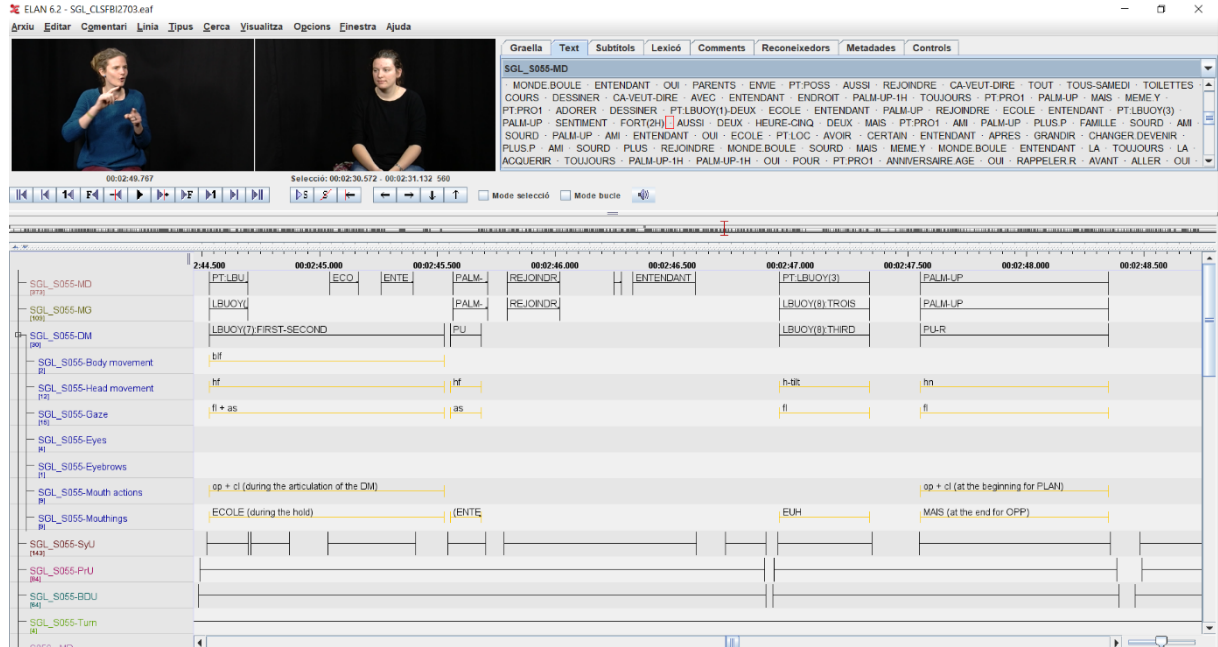 ELAN 6.2 - SGL_CLSFBI2703.eaf
Arxiu Editar Comentari Línia Tipus Cerca Visualitza Opcions Finestra Ajuda
Graella Text Subtítols Lexicó Comments Reconeixedors Metadades Controls
SGL_S055-MD
· MONDE.BOULE · ENTENDANT · OUI · PARENTS · ENVIE · PT:POSS · AUSSI · REJOINDRE · CA-VEUT-DIRE · TOUT · TOUS-SAMEDI · TOILETTES ·
COURS · DESSINER · CA-VEUT-DIRE · AVEC · ENTENDANT · ENDROIT · PALM-UP-1H · TOUJOURS · PT:PRO1 · PALM-UP · MAIS · MEME.Y ·
PT:PRO1 · ADORER · DESSINER · PT:LBUOY(1)-DEUX · ECOLE · ENTENDANT · PALM-UP · REJOINDRE · ECOLE · ENTENDANT · PT:LBUOY(3) ·
PALM-UP · SENTIMENT · FORT(2H) · AUSSI · DEUX · HEURE-CINQ · DEUX · MAIS · PT:PRO1 · AMI · PALM-UP · PLUS.P · FAMILLE · SOURD · AMI ·
SOURD · PALM-UP · AMI · ENTENDANT · OUI · ECOLE · PT:LOC · AVOIR · CERTAIN · ENTENDANT · APRES · GRANDIR · CHANGER.DEVENIR ·
PLUS.P · AMI · SOURD · PLUS · REJOINDRE · MONDE.BOULE · SOURD · MAIS · MEME.Y · MONDE.BOULE · ENTENDANT · LA · TOUJOURS · LA ·
ACQUERIR · TOUJOURS · PALM-UP-1H · PALM-UP-1H · OUI · POUR · PT:PRO1 · ANNIVERSAIRE.AGE · OUI · RAPPELER.R · AVANT · ALLER · OUI ·
00:02:49.767 Selecció: 00:02:30.572 - 00:02:31.132 560
Mode selecció Mode bucle
2:44.500 00:02:45.000 00:02:45.500 00:02:46.000 00:02:46.500 00:02:47.000 00:02:47.500 00:02:48.000 00:02:48.500
SGL_S055-MD PT:LBU ECO ENTE PALM- REJOINDR ENTENDANT PT:LBUOY(3) PALM-UP
[373]
SGL_S055-MG LBUOY( PALM- REJOINDR LBUOY(8):TROIS PALM-UP
SGL_S055-DM LBUOY(7):FIRST-SECOND PU LBUOY(8):THIRD PU-R
[30]
SGL_S055-Body movement blf
[2]
SGL_S055-Head movement hf hf h-tilt hn
[12]
SGL_S055-Gaze fl + as as fl fl
[15]
SGL_S055-Eyes
[4]
SGL_S055-Eyebrows
[1]
SGL_S055-Mouth actions op + cl (during the articulation of the DM) op + cl (at the beginning for PLAN)
[9]
SGL_S055-Mouthings ECOLE (during the hold) (ENTE EUH MAIS (at the end for OPP)
[9]
SGL_S055-SyU
[143]
SGL_S055-PrU
[84]
SGL_S055-BDU
[64]
SGL_S055-Turn
[4]